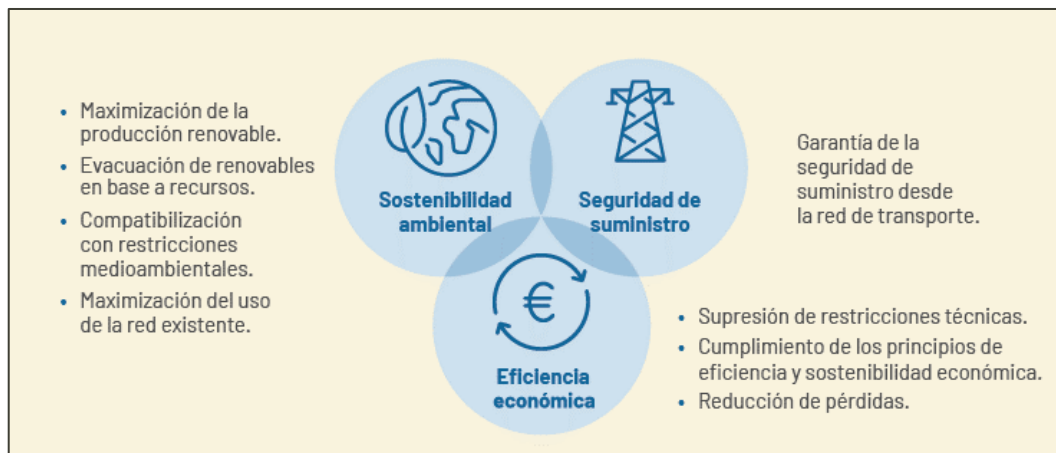 • Maximización de la
producción renovable.
• Evacuación de renovables
en base a recursos.
• Compatibilización
con restricciones
medioambientales.
• Maximización del uso
de la red existente.
Sostenibilidad
ambiental
Seguridad de
suministro
Garantía de la
seguridad de
suministro desde
la red de transporte.
€
Eficiencia
económica
• Supresión de restricciones técnicas.
• Cumplimiento de los principios de
eficiencia y sostenibilidad económica.
• Reducción de pérdidas.